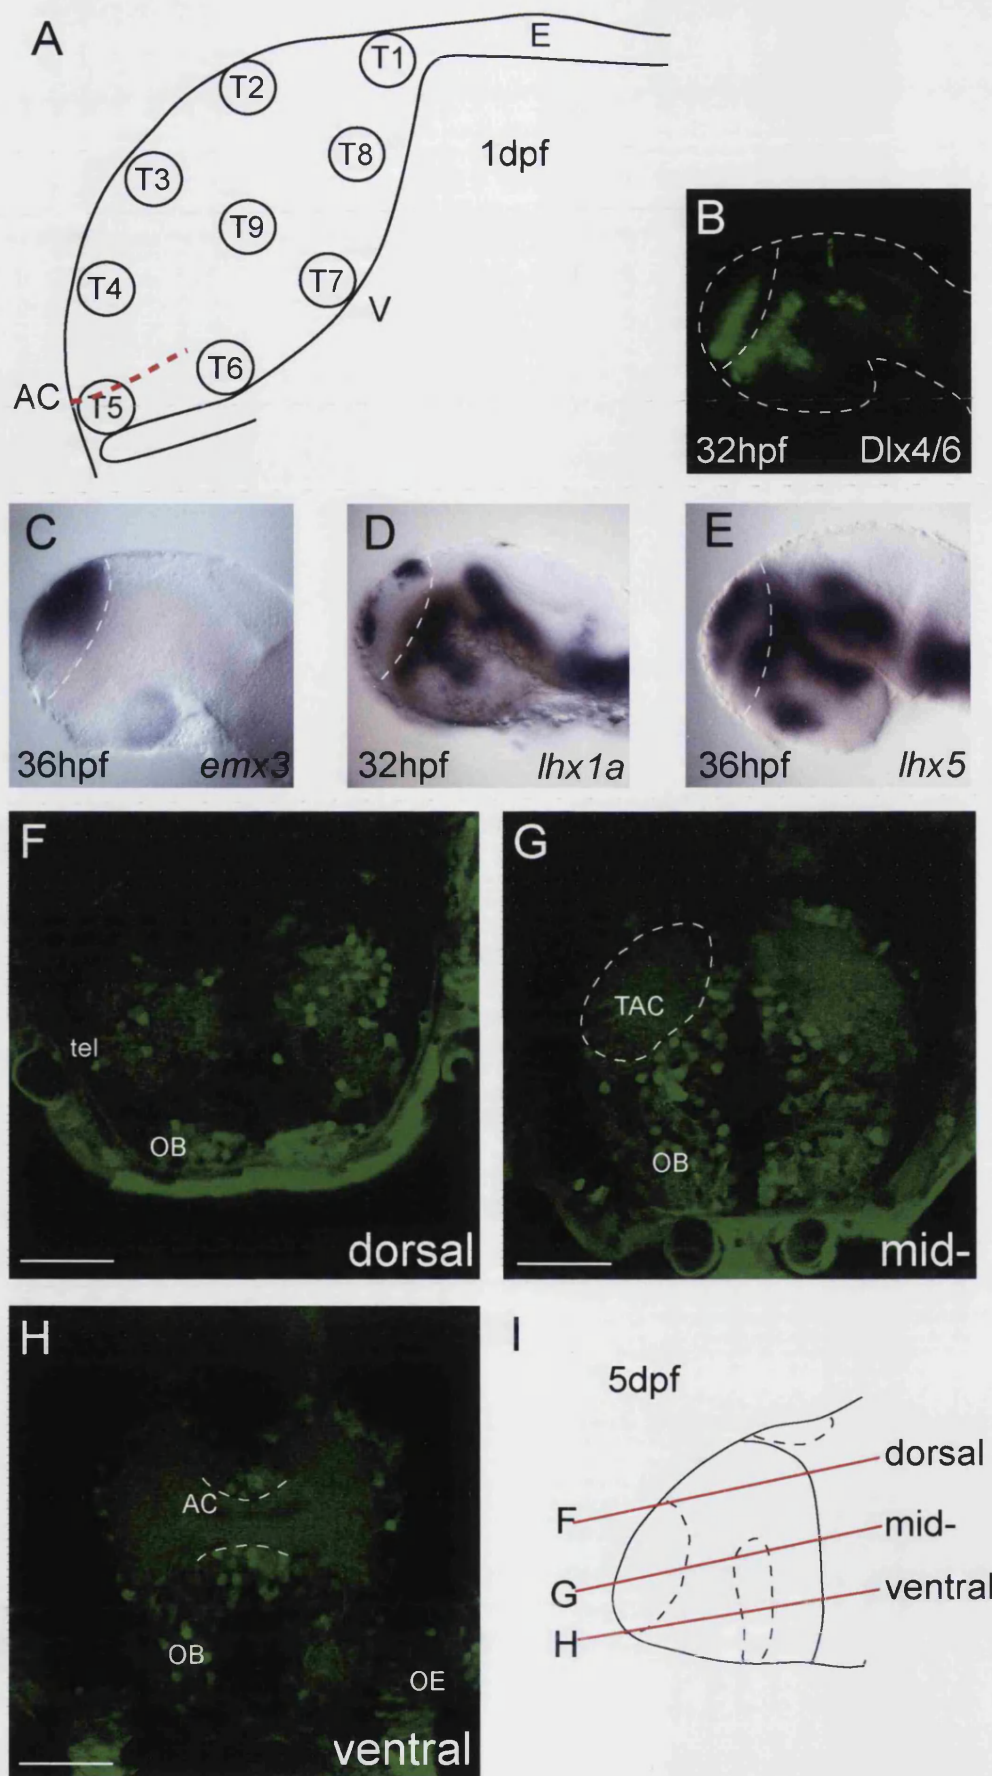 A
E
T1
T2
T8
1dpf
T3
T9
T4
T7
V
T6
AC
T5
B
32hpf Dlx4/6
C
36hpf emx3
D
32hpf lhx1a
E
36hpf lhx5
F
tel
OB
dorsal
G
TAC
OB
mid-
H
AC
OB
OE
ventral
I
5dpf
dorsal
F
mid-
G
ventral
H